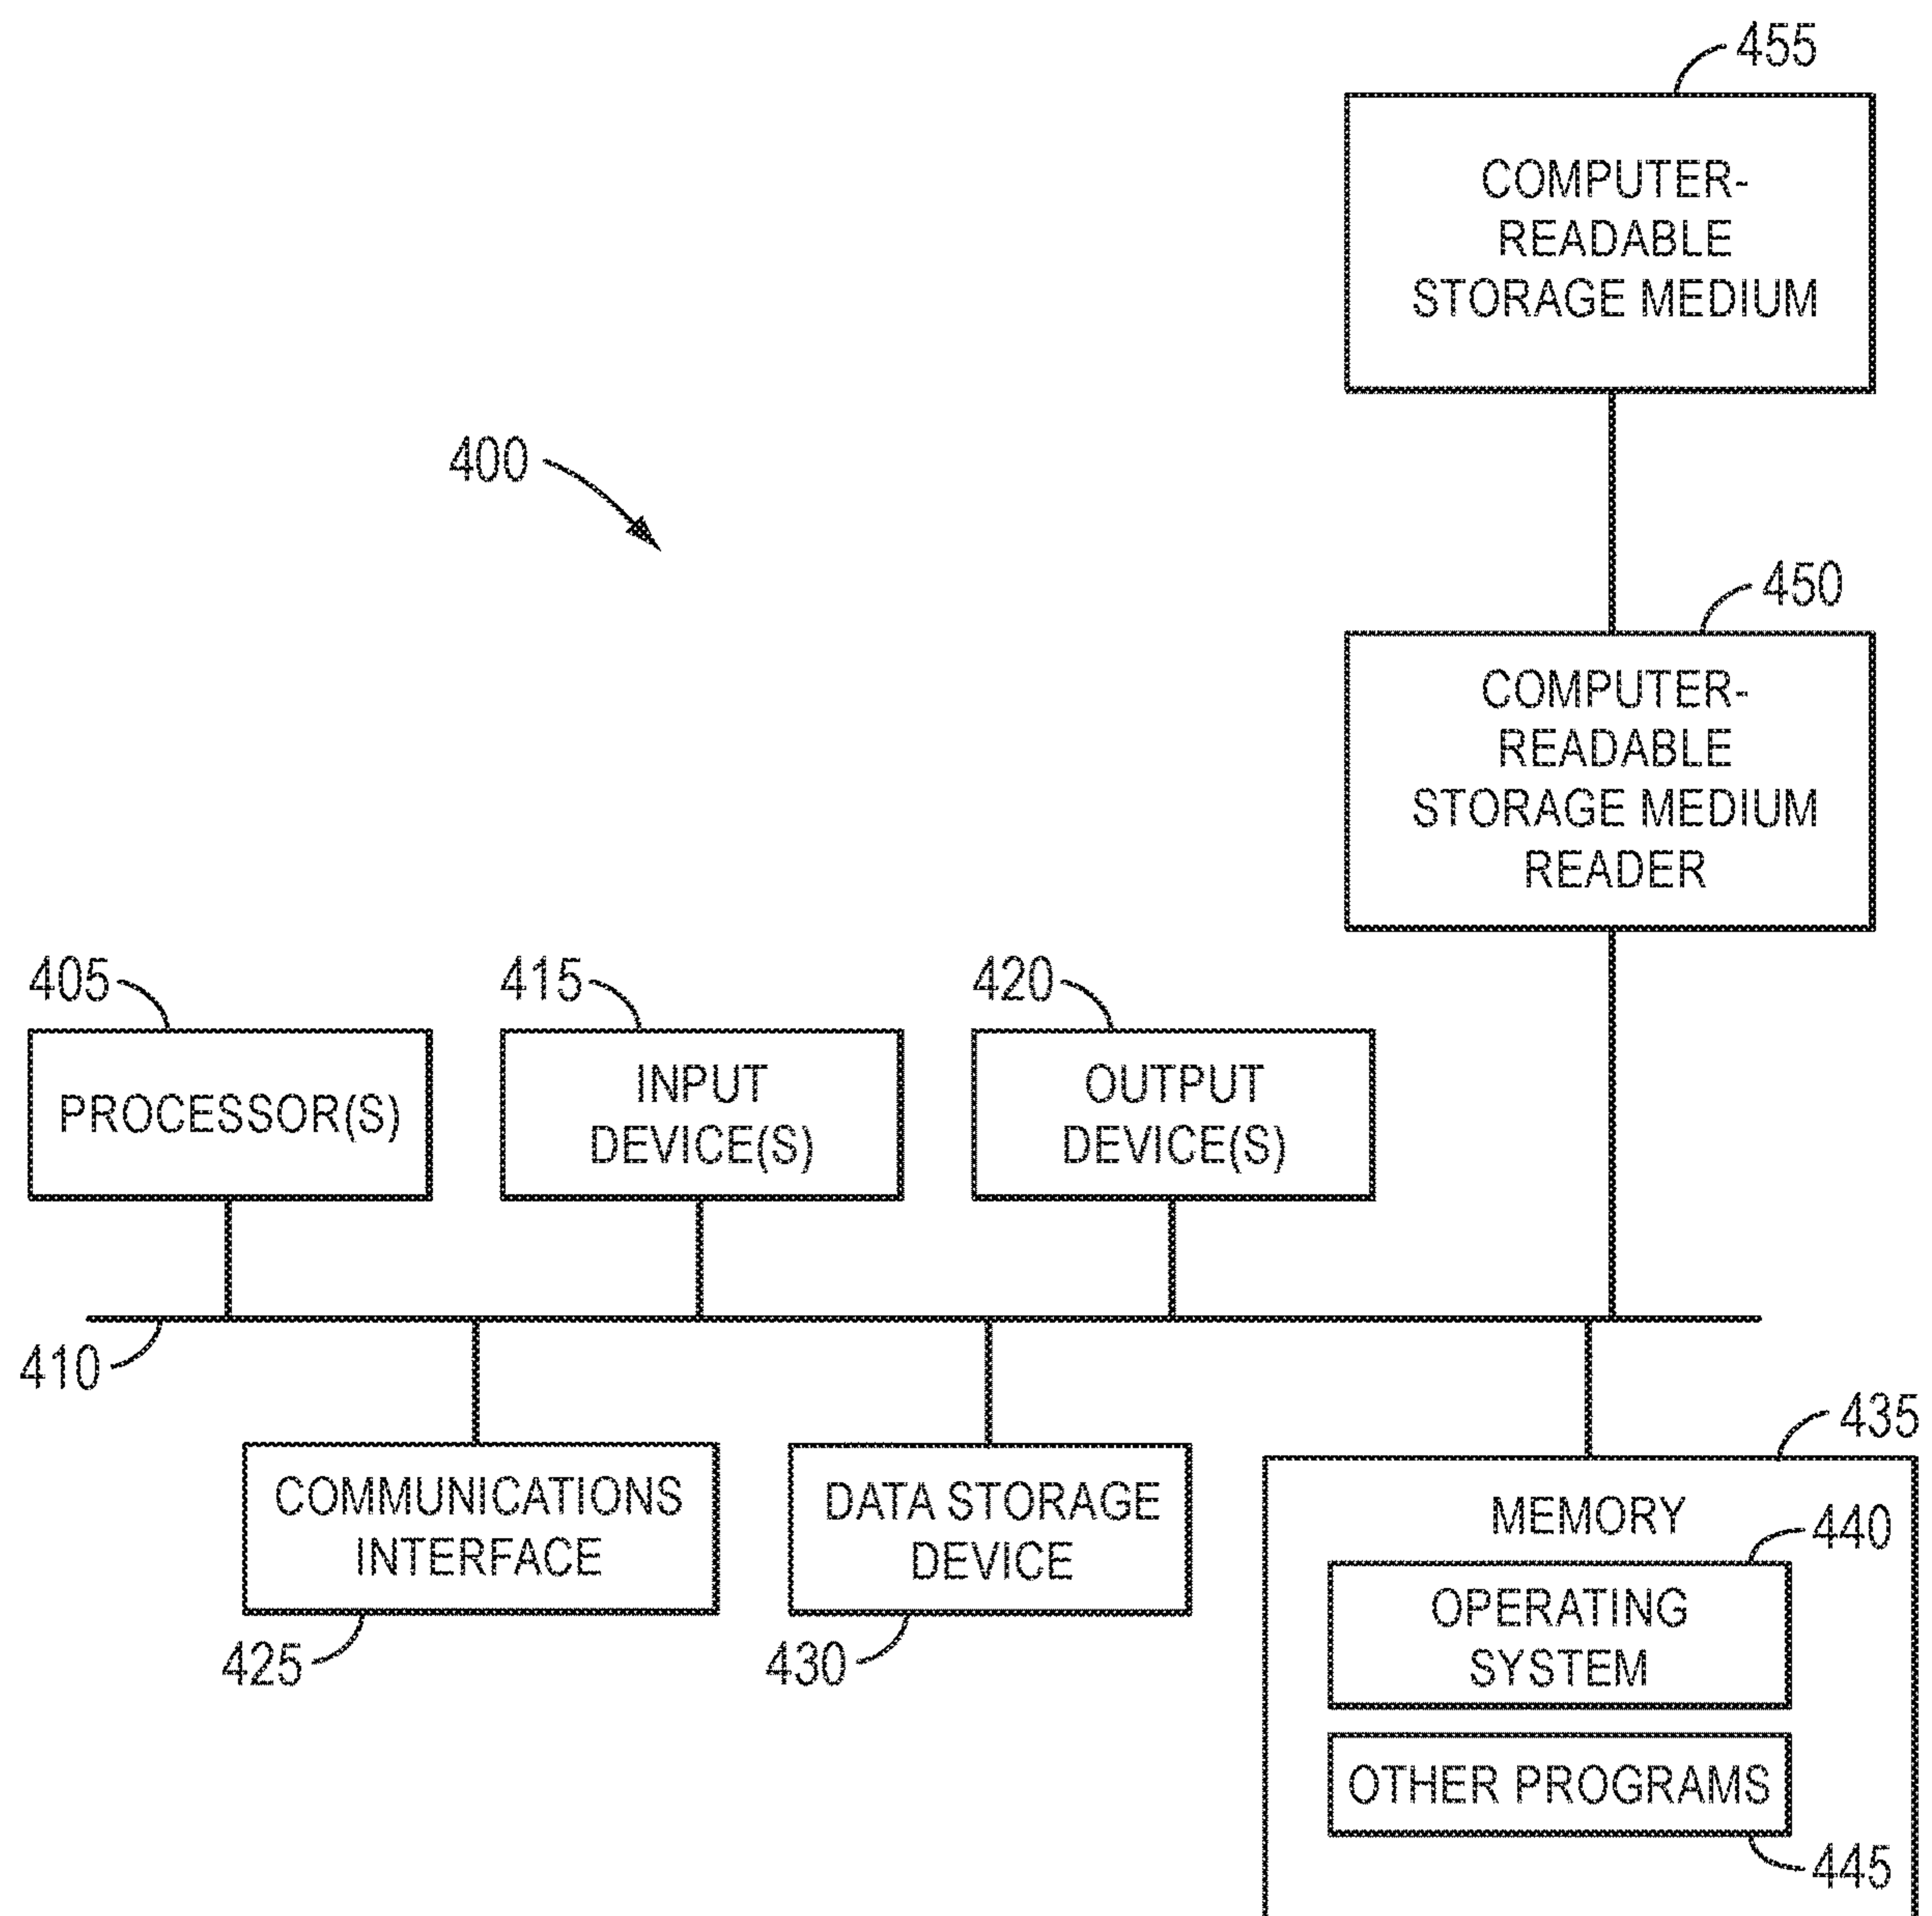 455
COMPUTER-
READABLE
STORAGE MEDIUM
400
450
COMPUTER-
READABLE
STORAGE MEDIUM
READER
405
PROCESSOR(S)
415
INPUT
DEVICE(S)
420
OUTPUT
DEVICE(S)
410
COMMUNICATIONS
INTERFACE
425
DATA STORAGE
DEVICE
430
435
MEMORY
440
OPERATING
SYSTEM
OTHER PROGRAMS
445